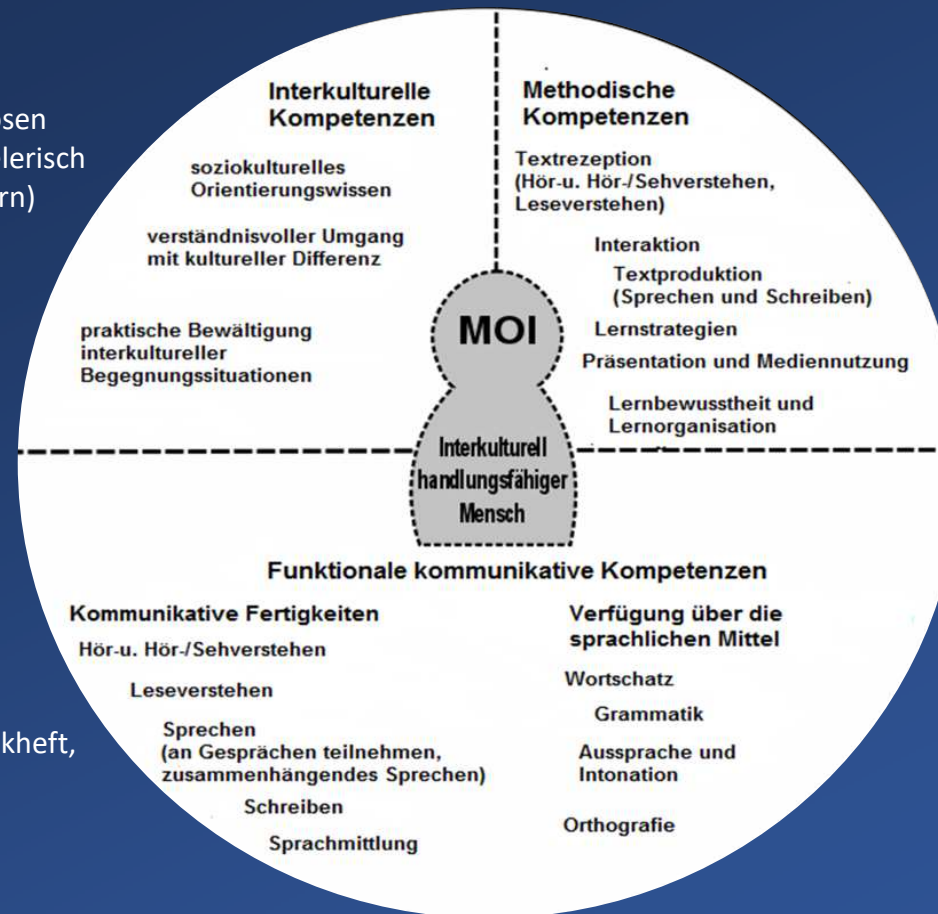 Interkulturelle
Kompetenzen
soziokulturelles
Orientierungswissen
verständnisvoller Umgang
mit kultureller Differenz
praktische Bewältigung
interkultureller
Begegnungssituationen
Methodische
Kompetenzen
Textrezeption
(Hör-u. Hör-/Sehverstehen,
Leseverstehen)
Interaktion
Textproduktion
(Sprechen und Schreiben)
Lernstrategien
Präsentation und Mediennutzung
Lernbewusstheit und
Lernorganisation
MOI
Interkulturell
handlungsfähiger
Mensch
Funktionale kommunikative Kompetenzen
Kommunikative Fertigkeiten
Hör-u. Hör-/Sehverstehen
Leseverstehen
Sprechen
(an Gesprächen teilnehmen,
zusammenhängendes Sprechen)
Schreiben
Sprachmittlung
Verfügung über die
sprachlichen Mittel
Wortschatz
Grammatik
Aussprache und
Intonation
Orthografie